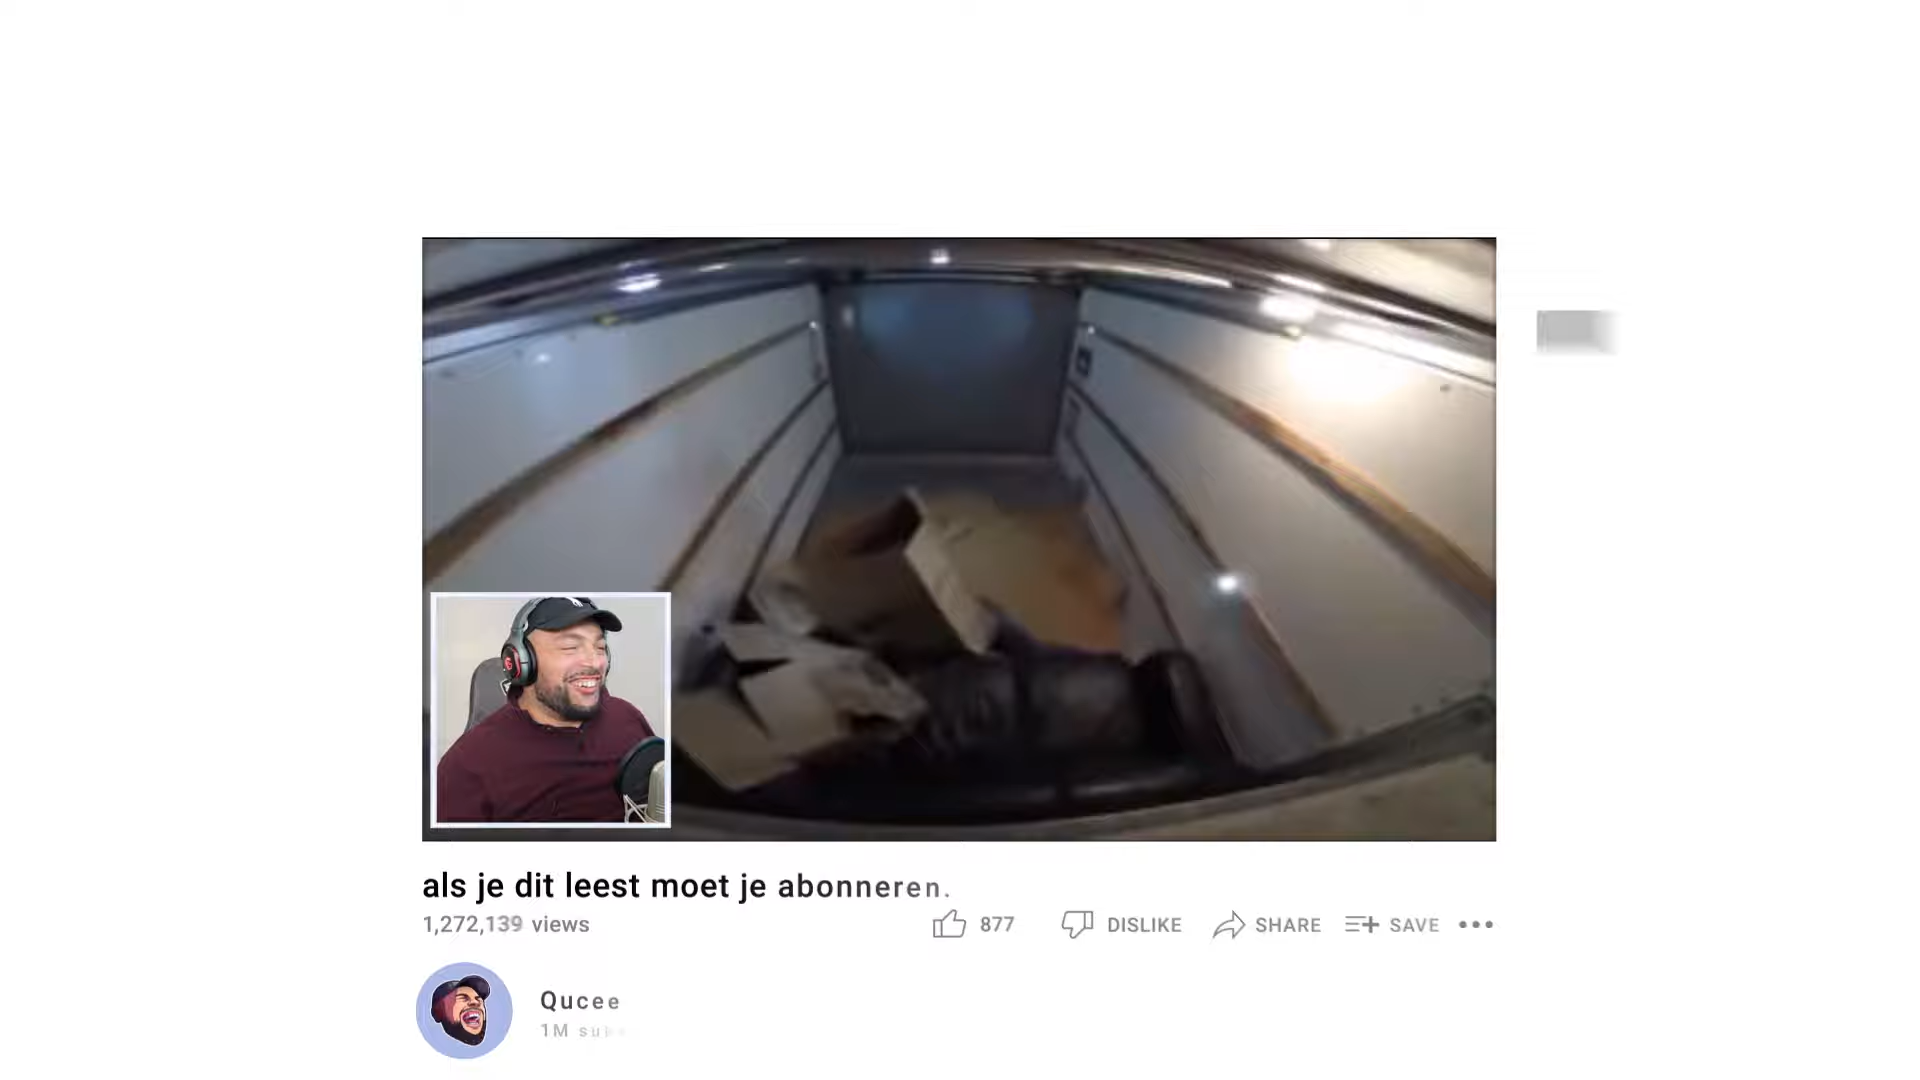 als je dit leest moet je abonneren.
1,272,139 views
877 DISLIKE SHARE SAVE
Qucee
1M